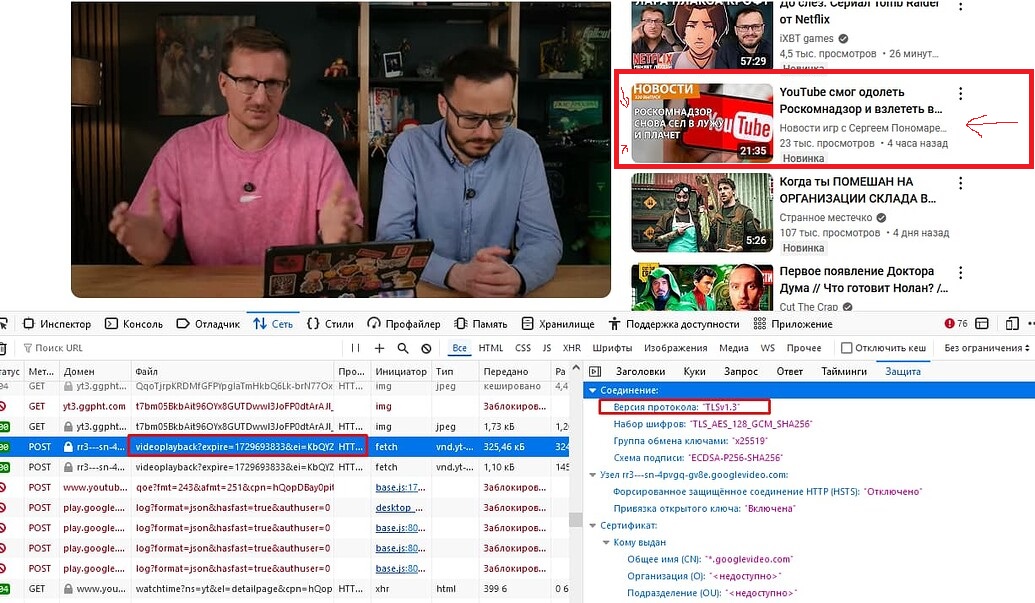 До слез. Сериал Tomb Raider
от Netflix
iXBT games
4,5 тыс. просмотров • 26 минут…
Новинка
NETFLIX
57:29
НОВОСТИ
РОСКОМНАДЗОР
СНОВА СЕЛ В ЛУЖУ
И ПЛАЧЕТ
YouTube
21:35
YouTube смог одолеть
Роскомнадзор и взлететь в…
Новости игр с Сергеем Пономаре…
23 тыс. просмотров • 4 часа назад
Новинка
5:26
Когда ты ПОМЕШАН НА
ОРГАНИЗАЦИИ СКЛАДА В…
Странное местечко
107 тыс. просмотров • 4 дня назад
Новинка
Первое появление Доктора
Дума // Что готовит Нолан? /…
Cut The Crap
Инспектор Консоль Отладчик Сеть Стили Профайлер Память Хранилище Поддержка доступности Приложение 76
Поиск URL Все HTML CSS JS XHR Шрифты Изображения Медиа WS Прочее Отключить кеш Без ограничения
татус Мет… Домен Файл Про… Инициатор Тип Передано Ра
04 GET yt3.ggpht… QqoTjrpKRDMfGFPYpglaTmHkbQ6Lk-brN77Ox HTT… img jpeg кешировано 4,4
GET yt3.ggpht.com t7bm05BkbAit96OYx8GUTDwwI3JoFP0dtArAJI_ img Заблокиров…
00 GET yt3.ggpht… t7bm05BkbAit96OYx8GUTDwwI3JoFP0dtArAJI_ HTT… img jpeg 1,73 кБ 1,2
00 POST rr3---sn-4… videoplayback?expire=1729693833&ei=KbQYZ HTT… fetch vnd.yt-… 325,46 кБ 324
00 POST rr3---sn-4… videoplayback?expire=1729693833&ei=KbQYZ HTT… fetch vnd.yt-… 1,10 кБ 145
POST www.youtub… qoe?fmt=243&afmt=251&cpn=hQopDBay0pit base.js:17… Заблокиров…
POST play.google.… log?format=json&hasfast=true&authuser=0 desktop_… Заблокиров…
POST play.google.… log?format=json&hasfast=true&authuser=0 base.js:80… Заблокиров…
POST play.google.… log?format=json&hasfast=true&authuser=0 base.js:80… Заблокиров…
POST play.google.… log?format=json&hasfast=true&authuser=0 base.js:80… Заблокиров…
04 GET www.you… watchtime?ns=yt&el=detailpage&cpn=hQop HTT… xhr html 399 б 0
Заголовки Куки Запрос Ответ Тайминги Защита
Соединение:
Версия протокола: "TLSv1.3"
Набор шифров: "TLS_AES_128_GCM_SHA256"
Группа обмена ключами: "x25519"
Схема подписи: "ECDSA-P256-SHA256"
Узел rr3---sn-4pvgq-gv8e.googlevideo.com:
Форсированное защищённое соединение HTTP (HSTS): "Отключено"
Привязка открытого ключа: "Включена"
Сертификат:
Кому выдан
Общее имя (CN): "*.googlevideo.com"
Организация (O): "<недоступно>"
Подразделение (OU): "<недоступно>"